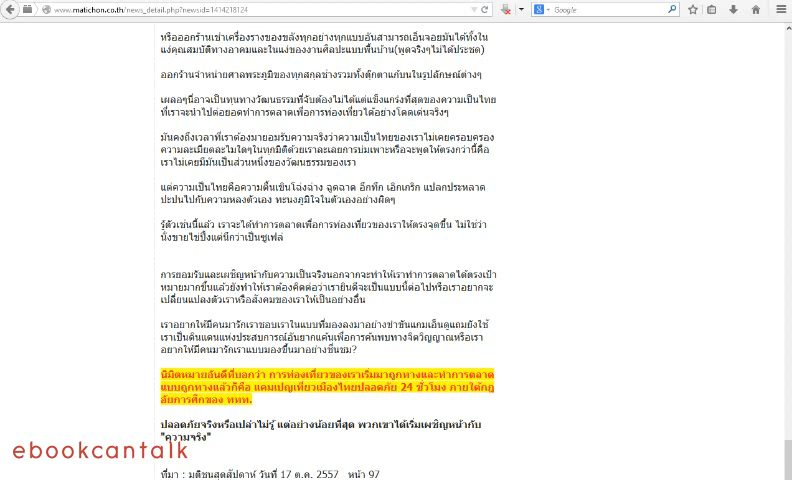 www.matichon.co.th/news_detail.php?newsid=1414218124
Google
หรือออกร้านเช่าเครื่องรางของขลังทุกอย่างทุกแบบอันสามารถเอ็นจอยมันได้ทั้งใน
แง่คุณสมบัติทางอาคมและในแง่ของงานศิลปะแบบพื้นบ้าน(พูดจริงๆไม่ได้ประชด)
ออกร้านจำหน่ายศาลพระภูมิของทุกสกุลช่างรวมทั้งตุ๊กตาแก้บนในรูปลักษณ์ต่างๆ
เผลอๆนี่อาจเป็นทุนทางวัฒนธรรมที่จับต้องไม่ได้แต่แข็งแกร่งที่สุดของความเป็นไทย
ที่เราจะนำไปต่อยอดทำการตลาดเพื่อการท่องเที่ยวได้อย่างโดดเด่นจริงๆ
มันคงถึงเวลาที่เราต้องมายอมรับความจริงว่าความเป็นไทยของเราไม่เคยครอบครอง
ความละเมียดละไมใดๆในทุกมิติด้วยเราละเลยการบ่มเพาะหรือจะพูดให้ตรงกว่านี้คือ
เราไม่เคยมีมันเป็นส่วนหนึ่งของวัฒนธรรมของเรา
แต่ความเป็นไทยคือความตื้นเขินโฉ่งฉ่าง ฉูดฉาด อึกทึก เอิกเกริก แปลกประหลาด
ปะปนไปกับความหลงตัวเอง ทะนงภูมิใจในตัวเองอย่างผิดๆ
รู้ตัวเช่นนี้แล้ว เราจะได้ทำการตลาดเพื่อการท่องเที่ยวของเราให้ตรงจุดขึ้น ไม่ใช่ว่า
นั่งขายไข่ปิ้งแต่นึกว่าเป็นซูเฟล่
การยอมรับและเผชิญหน้ากับความเป็นจริงนอกจากจะทำให้เราทำการตลาดได้ตรงเป้า
หมายมากขึ้นแล้วยังทำให้เราต้องคิดต่อว่าเรายินดีจะเป็นแบบนี้ต่อไปหรือเราอยากจะ
เปลี่ยนแปลงตัวเราหรือสังคมของเราให้เป็นอย่างอื่น
เราอยากให้มีคนมารักเราชอบเราในแบบที่มองลงมาอย่างขำขันแกมเอ็นดูแถมยังใช้
เราเป็นดินแดนแห่งประสบการณ์อันยากแค้นเพื่อการค้นพบทางจิตวิญญาณหรือเรา
อยากให้มีคนมารักเราแบบมองขึ้นมาอย่างชื่นชม?
นิมิตหมายอันดีที่บอกว่า การท่องเที่ยวของเราเริ่มมาถูกทางและทำการตลาด
แบบถูกทางแล้วก็คือ แคมเปญเที่ยวเมืองไทยปลอดภัย 24 ชั่วโมง ภายใต้กฎ
อัยการศึกของ ททท.
ปลอดภัยจริงหรือเปล่าไม่รู้ แต่อย่างน้อยที่สุด พวกเขาได้เริ่มเผชิญหน้ากับ
"ความจริง"
ebookcantalk
ที่มา : มติชนสุดสัปดาห์ วันที่ 17 ต.ค. 2557 หน้า 97